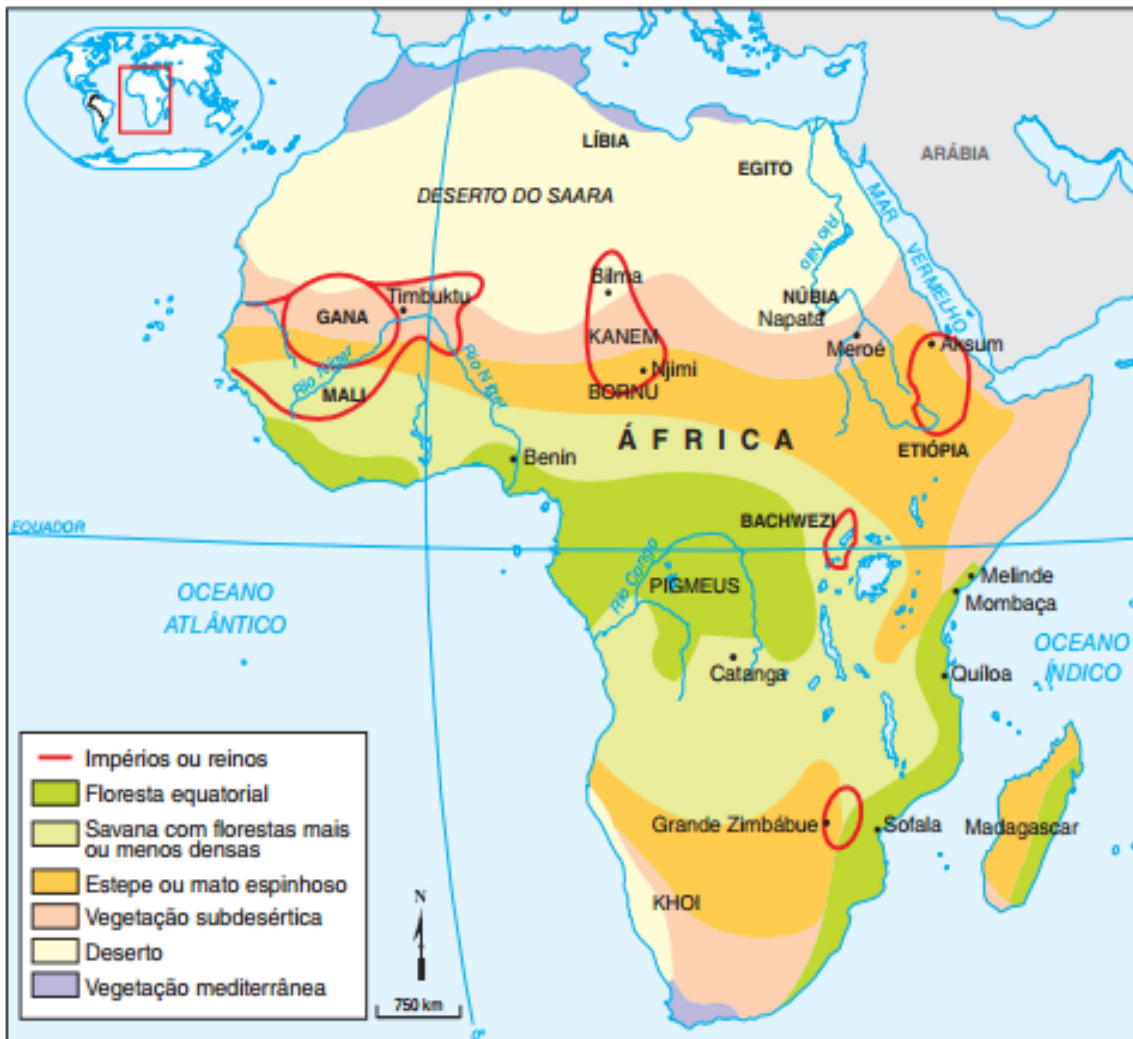 LÍBIA
EGITO
ARÁBIA
DESERTO DO SAARA
MAR VERMELHO
Rio Nilo
Bilma
Timbuktu
GANA
NÚBIA
Napata
KANEM
Meroé
Aksum
Rio Níger
Rio Níger
Njimi
MALI
BORNU
ÁFRICA
ETIÓPIA
Benin
BACHWEZI
EQUADOR
Rio Congo
PIGMEUS
Melinde
Mombaça
OCEANO
ATLÂNTICO
OCEANO
ÍNDICO
Catanga
Quíloa
Impérios ou reinos
Floresta equatorial
Savana com florestas mais
ou menos densas
Estepe ou mato espinhoso
Vegetação subdesértica
Deserto
Vegetação mediterrânea
Grande Zimbábue
Sofala
Madagascar
KHOI
N
750 km
0°